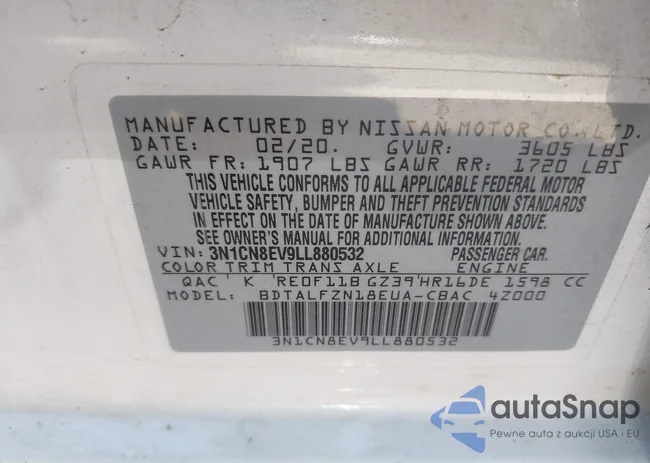 MANUFACTURED BY NISSAN MOTOR CO., LTD.
DATE: 02/20. GVWR: 3605 LBS
GAWR FR: 1907 LBS GAWR RR: 1720 LBS
THIS VEHICLE CONFORMS TO ALL APPLICABLE FEDERAL MOTOR
VEHICLE SAFETY, BUMPER AND THEFT PREVENTION STANDARDS
IN EFFECT ON THE DATE OF MANUFACTURE SHOWN ABOVE.
SEE OWNER'S MANUAL FOR ADDITIONAL INFORMATION.
VIN: 3N1CN8EV9LL880532 PASSENGER CAR.
COLOR TRIM TRANS AXLE ENGINE
QAC K RE0F11B GZ39 HR16DE 1598 CC
MODEL: BDTALFZN18EUA-CBAC 4Z000
3N1CN8EV9LL880532
autaSnap
Pewne auta z aukcji USA i EU